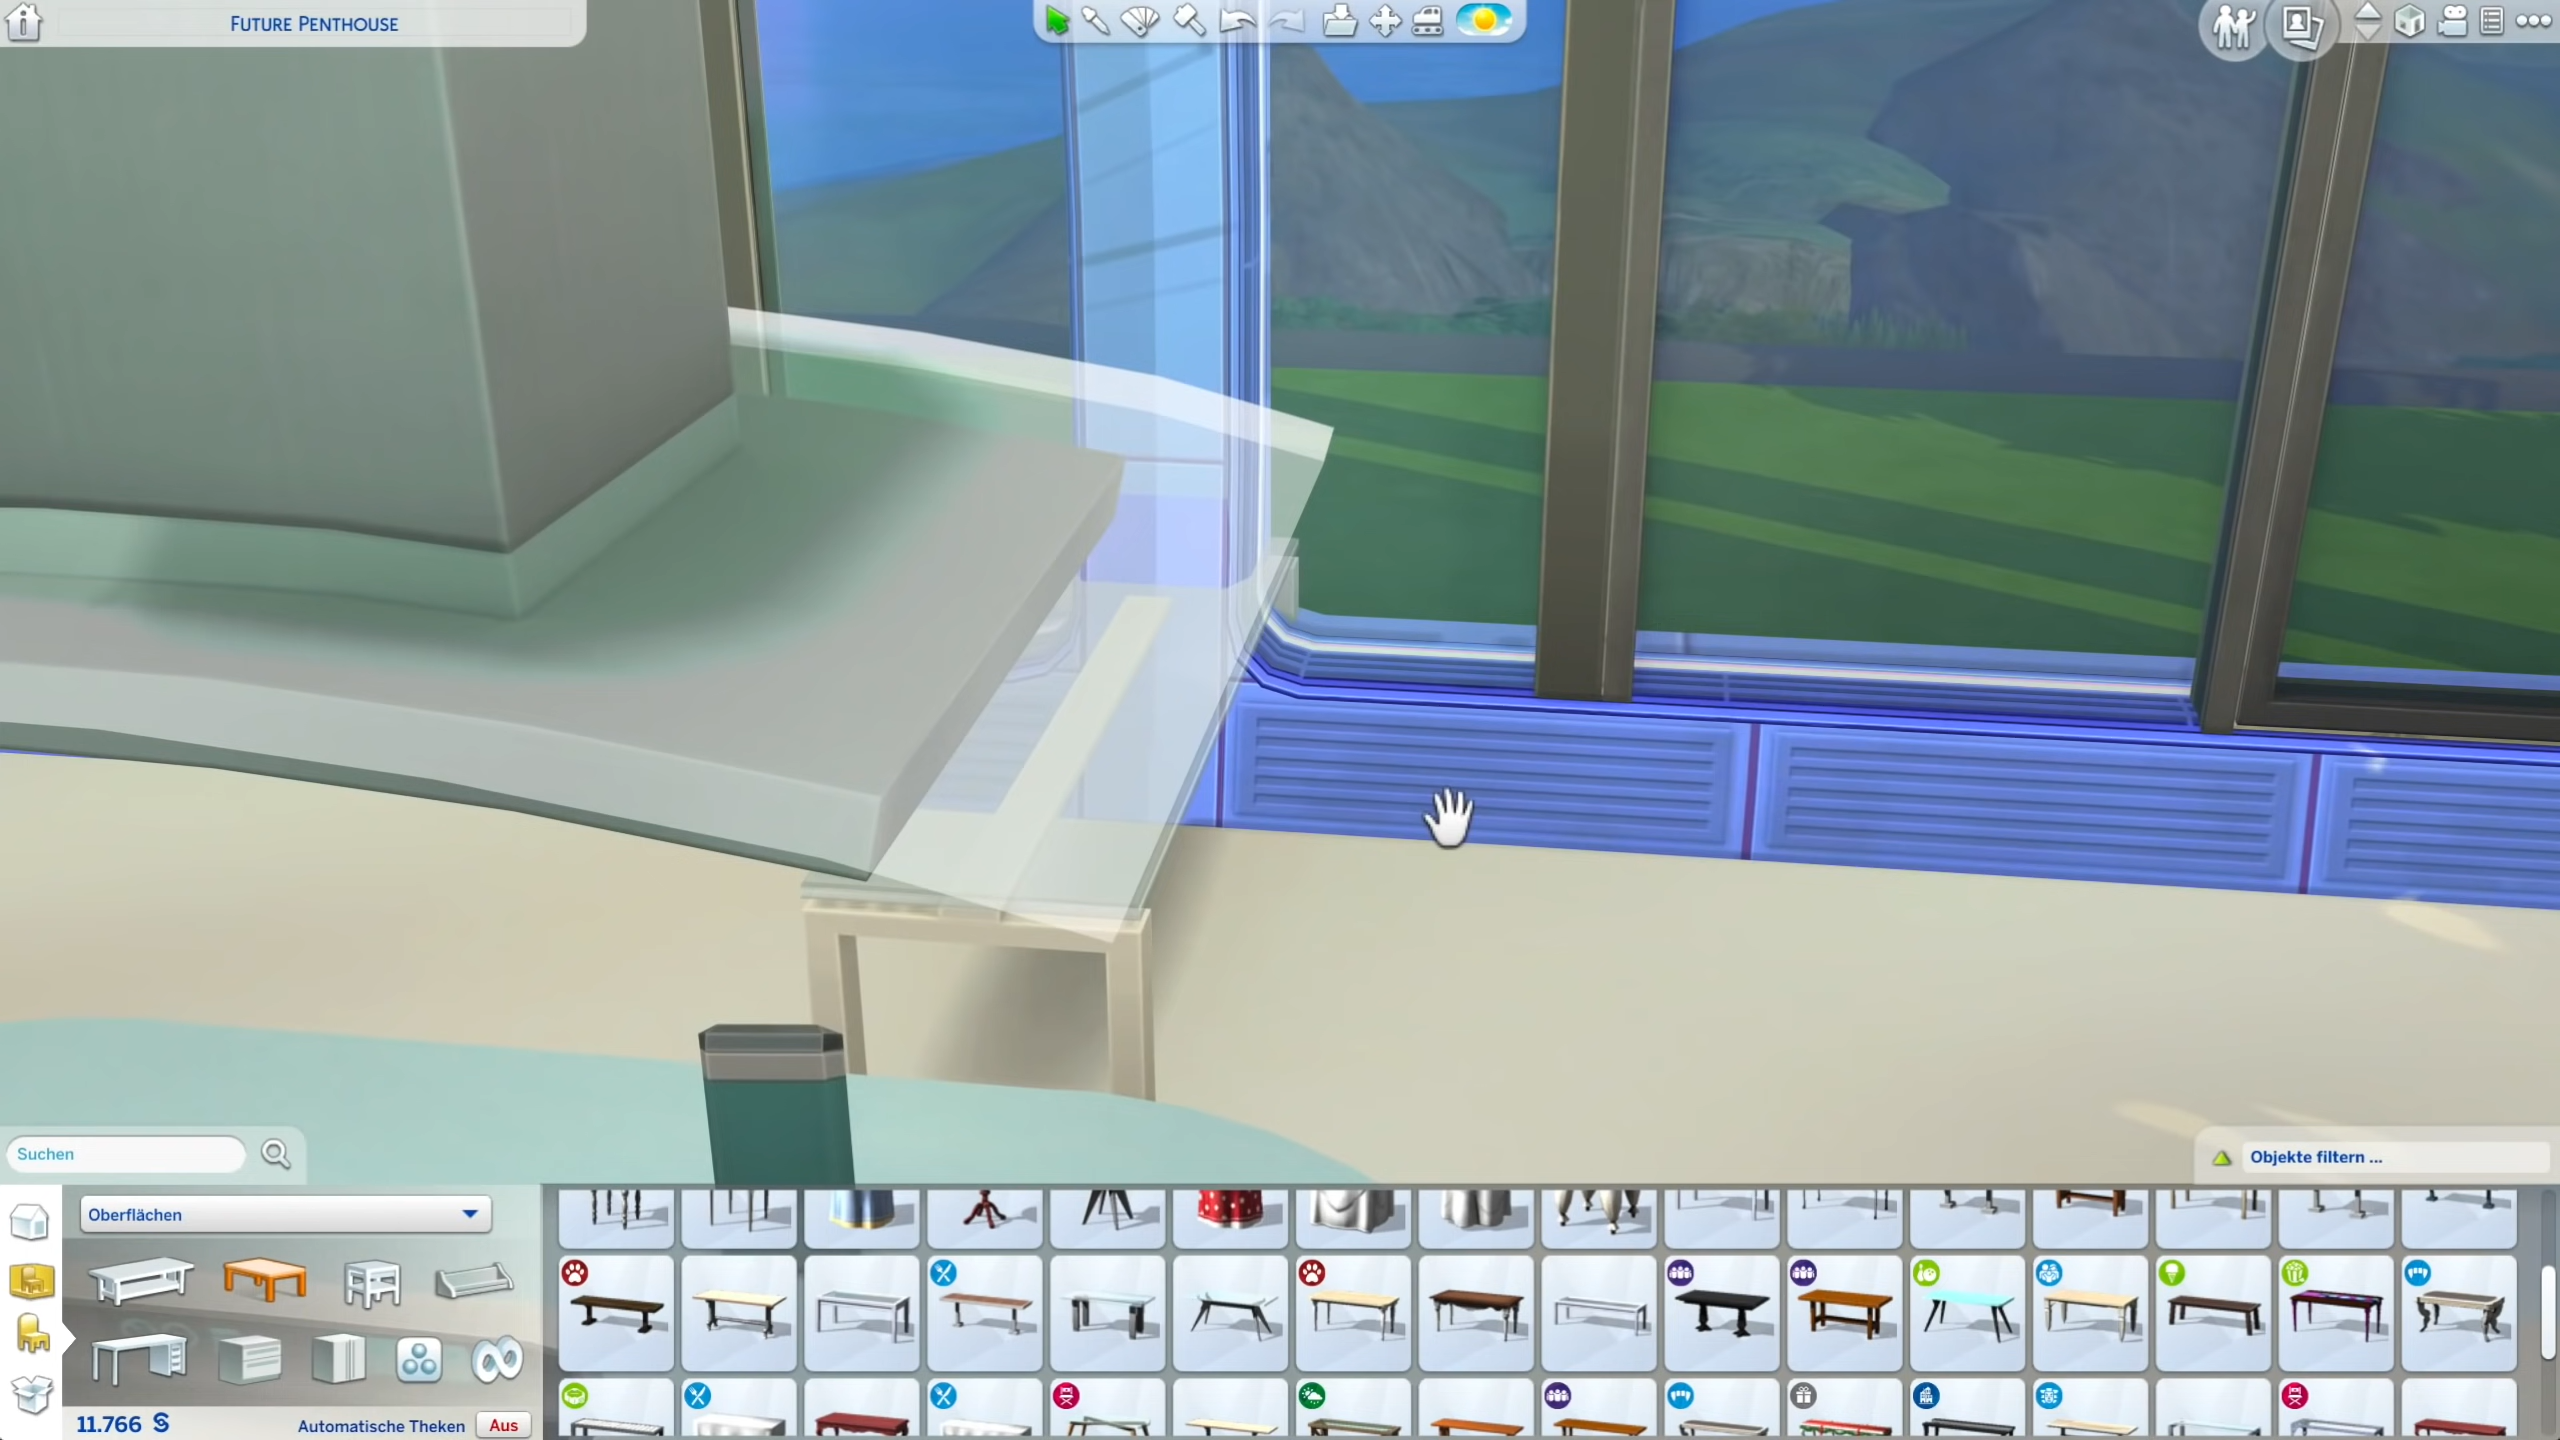 FUTURE PENTHOUSE
Suchen
Objekte filtern ...
Oberflächen
11.766 §
Automatische Theken Aus